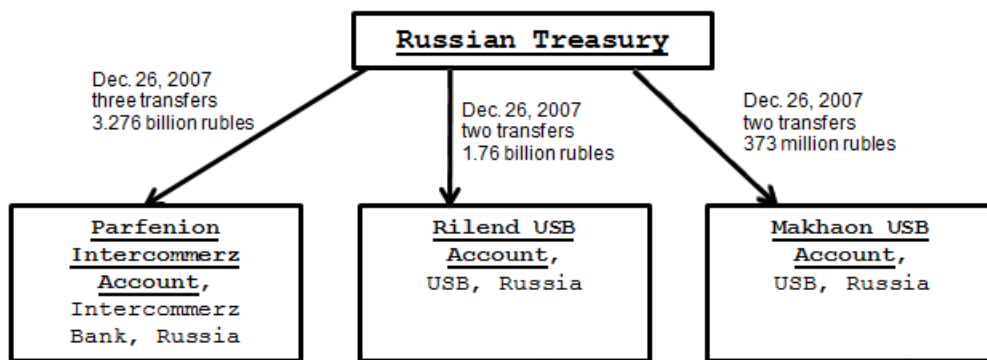 Russian Treasury
Dec. 26, 2007
three transfers
3.276 billion rubles
Dec. 26, 2007
two transfers
1.76 billion rubles
Dec. 26, 2007
two transfers
373 million rubles
Parfenion
Intercommerz
Account,
Intercommerz
Bank, Russia
Rilend USB
Account,
USB, Russia
Makhaon USB
Account,
USB, Russia